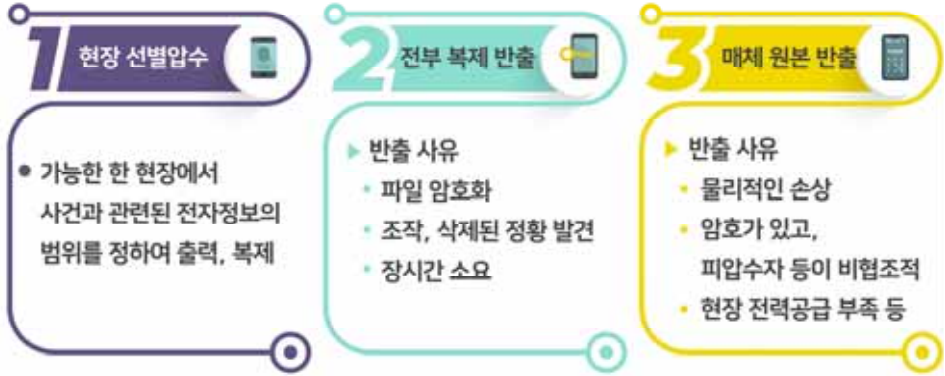 1 현장 선별압수
• 가능한 한 현장에서
사건과 관련된 전자정보의
범위를 정하여 출력, 복제
2 전부 복제 반출
▶ 반출 사유
• 파일 암호화
• 조작, 삭제된 정황 발견
• 장시간 소요
3 매체 원본 반출
▶ 반출 사유
• 물리적인 손상
• 암호가 있고,
피압수자 등이 비협조적
• 현장 전력공급 부족 등